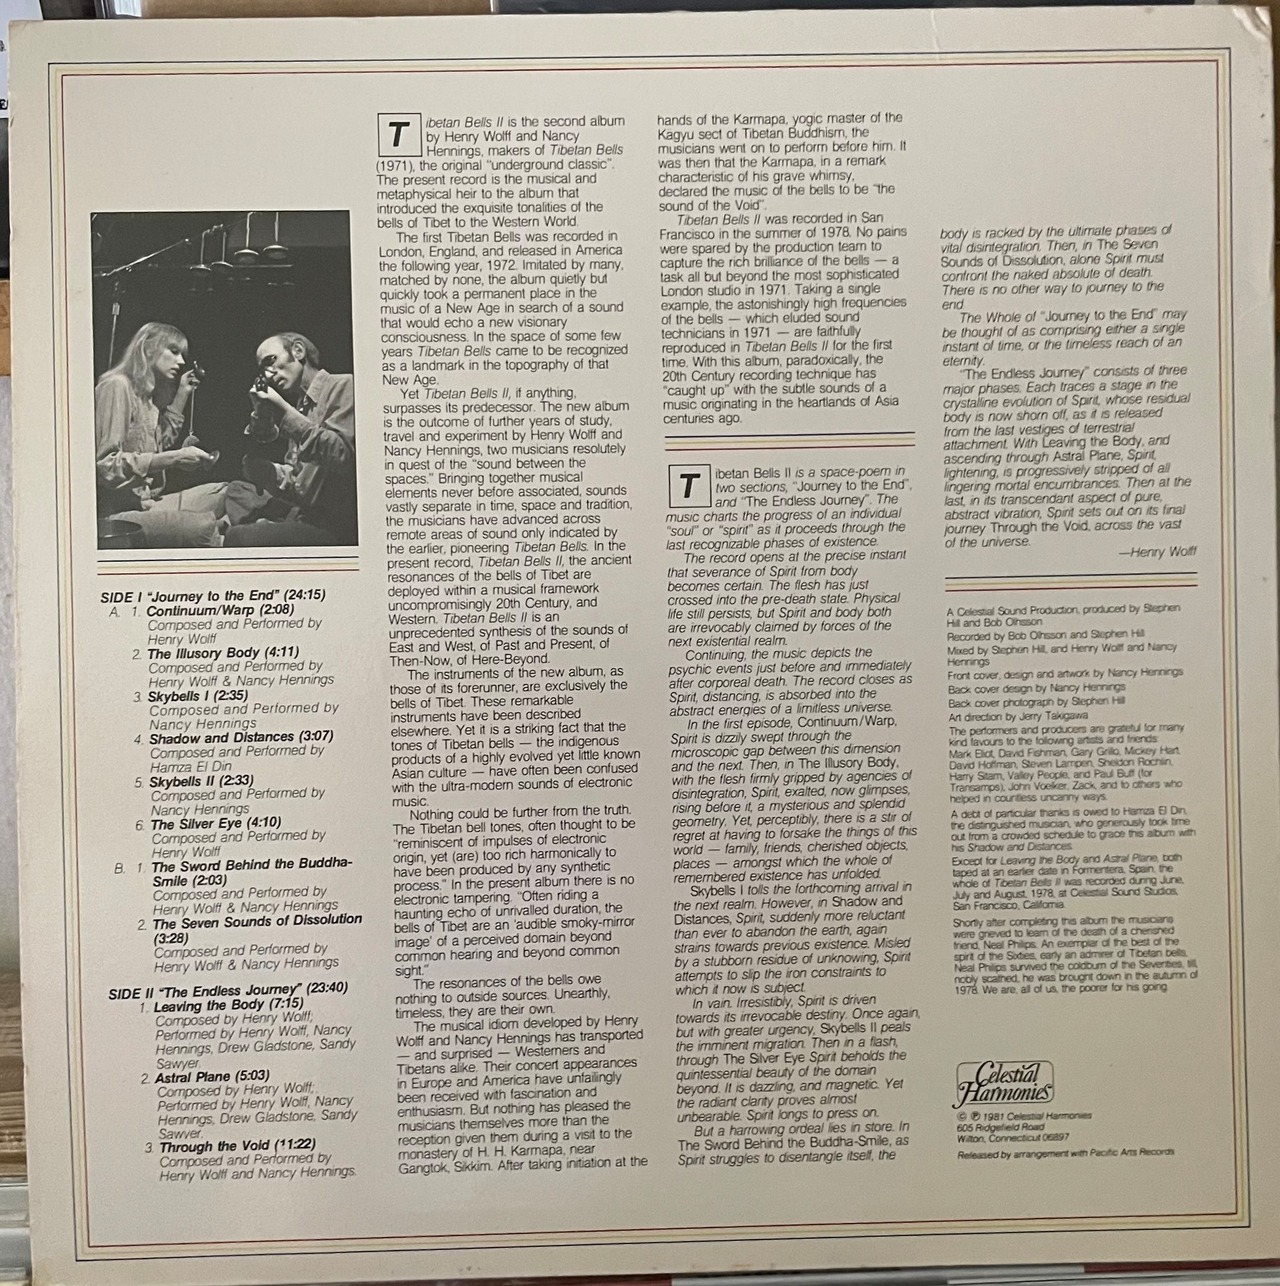 SIDE I "Journey to the End" (24:15)
A. 1. Continuum/Warp (2:08)
Composed and Performed by
Henry Wolff
2. The Illusory Body (4:11)
Composed and Performed by
Henry Wolff & Nancy Hennings
3. Skybells I (2:35)
Composed and Performed by
Nancy Hennings
4. Shadow and Distances (3:07)
Composed and Performed by
Hamza El Din
5. Skybells II (2:33)
Composed and Performed by
Nancy Hennings
6. The Silver Eye (4:10)
Composed and Performed by
Henry Wolff
B. 1. The Sword Behind the Buddha-
Smile (2:03)
Composed and Performed by
Henry Wolff & Nancy Hennings
2. The Seven Sounds of Dissolution
(3:28)
Composed and Performed by
Henry Wolff & Nancy Hennings
SIDE II "The Endless Journey" (23:40)
1. Leaving the Body (7:15)
Composed by Henry Wolff;
Performed by Henry Wolff, Nancy
Hennings, Drew Gladstone, Sandy
Sawyer.
2. Astral Plane (5:03)
Composed by Henry Wolff;
Performed by Henry Wolff, Nancy
Hennings, Drew Gladstone, Sandy
Sawyer.
3. Through the Void (11:22)
Composed and Performed by
Henry Wolff and Nancy Hennings.
Tibetan Bells II is the second album
by Henry Wolff and Nancy
Hennings, makers of Tibetan Bells
(1971), the original "underground classic".
The present record is the musical and
metaphysical heir to the album that
introduced the exquisite tonalities of the
bells of Tibet to the Western World.
The first Tibetan Bells was recorded in
London, England, and released in America
the following year, 1972. Imitated by many,
matched by none, the album quietly but
quickly took a permanent place in the
music of a New Age in search of a sound
that would echo a new visionary
consciousness. In the space of some few
years Tibetan Bells came to be recognized
as a landmark in the topography of that
New Age.
Yet Tibetan Bells II, if anything,
surpasses its predecessor. The new album
is the outcome of further years of study,
travel and experiment by Henry Wolff and
Nancy Hennings, two musicians resolutely
in quest of the "sound between the
spaces." Bringing together musical
elements never before associated, sounds
vastly separate in time, space and tradition,
the musicians have advanced across
remote areas of sound only indicated by
the earlier, pioneering Tibetan Bells. In the
present record, Tibetan Bells II, the ancient
resonances of the bells of Tibet are
deployed within a musical framework
uncompromisingly 20th Century, and
Western. Tibetan Bells II is an
unprecedented synthesis of the sounds of
East and West, of Past and Present, of
Then-Now, of Here-Beyond.
The instruments of the new album, as
those of its forerunner, are exclusively the
bells of Tibet. These remarkable
instruments have been described
elsewhere. Yet it is a striking fact that the
tones of Tibetan bells — the indigenous
products of a highly evolved yet little known
Asian culture — have often been confused
with the ultra-modern sounds of electronic
music.
Nothing could be further from the truth.
The Tibetan bell tones, often thought to be
"reminiscent of impulses of electronic
origin, yet (are) too rich harmonically to
have been produced by any synthetic
process." In the present album there is no
electronic tampering. "Often riding a
haunting echo of unrivalled duration, the
bells of Tibet are an 'audible smoky-mirror
image' of a perceived domain beyond
common hearing and beyond common
sight."
The resonances of the bells owe
nothing to outside sources. Unearthly,
timeless, they are their own.
The musical idiom developed by Henry
Wolff and Nancy Hennings has transported
— and surprised — Westerners and
Tibetans alike. Their concert appearances
in Europe and America have unfailingly
been received with fascination and
enthusiasm. But nothing has pleased the
musicians themselves more than the
reception given them during a visit to the
monastery of H. H. Karmapa, near
Gangtok, Sikkim. After taking initiation at the
hands of the Karmapa, yogic master of the
Kagyu sect of Tibetan Buddhism, the
musicians went on to perform before him. It
was then that the Karmapa, in a remark
characteristic of his grave whimsy,
declared the music of the bells to be "the
sound of the Void".
Tibetan Bells II was recorded in San
Francisco in the summer of 1978. No pains
were spared by the production team to
capture the rich brilliance of the bells — a
task all but beyond the most sophisticated
London studio in 1971. Taking a single
example, the astonishingly high frequencies
of the bells — which eluded sound
technicians in 1971 — are faithfully
reproduced in Tibetan Bells II for the first
time. With this album, paradoxically, the
20th Century recording technique has
"caught up" with the subtle sounds of a
music originating in the heartlands of Asia
centuries ago.
Tibetan Bells II is a space-poem in
two sections, "Journey to the End",
and "The Endless Journey". The
music charts the progress of an individual
"soul" or "spirit" as it proceeds through the
last recognizable phases of existence.
The record opens at the precise instant
that severance of Spirit from body
becomes certain. The flesh has just
crossed into the pre-death state. Physical
life still persists, but Spirit and body both
are irrevocably claimed by forces of the
next existential realm.
Continuing, the music depicts the
psychic events just before and immediately
after corporeal death. The record closes as
Spirit, distancing, is absorbed into the
abstract energies of a limitless universe.
In the first episode, Continuum/Warp,
Spirit is dizzily swept through the
microscopic gap between this dimension
and the next. Then, in The Illusory Body,
with the flesh firmly gripped by agencies of
disintegration, Spirit, exalted, now glimpses,
rising before it, a mysterious and splendid
geometry. Yet, perceptibly, there is a stir of
regret at having to forsake the things of this
world — family, friends, cherished objects,
places — amongst which the whole of
remembered existence has unfolded.
Skybells I tolls the forthcoming arrival in
the next realm. However, in Shadow and
Distances, Spirit, suddenly more reluctant
than ever to abandon the earth, again
strains towards previous existence. Misled
by a stubborn residue of unknowing, Spirit
attempts to slip the iron constraints to
which it now is subject.
In vain. Irresistibly, Spirit is driven
towards its irrevocable destiny. Once again,
but with greater urgency, Skybells II peals
the imminent migration. Then in a flash,
through The Silver Eye Spirit beholds the
quintessential beauty of the domain
beyond. It is dazzling, and magnetic. Yet
the radiant clarity proves almost
unbearable. Spirit longs to press on.
But a harrowing ordeal lies in store. In
The Sword Behind the Buddha-Smile, as
Spirit struggles to disentangle itself, the
body is racked by the ultimate phases of
vital disintegration. Then, in The Seven
Sounds of Dissolution, alone Spirit must
confront the naked absolute of death.
There is no other way to journey to the
end.
The Whole of "Journey to the End" may
be thought of as comprising either a single
instant of time, or the timeless reach of an
eternity.
"The Endless Journey" consists of three
major phases. Each traces a stage in the
crystalline evolution of Spirit, whose residual
body is now shorn off, as it is released
from the last vestiges of terrestrial
attachment. With Leaving the Body, and
ascending through Astral Plane, Spirit,
lightening, is progressively stripped of all
lingering mortal encumbrances. Then at the
last, in its transcendant aspect of pure,
abstract vibration, Spirit sets out on its final
journey Through the Void, across the vast
of the universe.
—Henry Wolff
A Celestial Sound Production, produced by Stephen
Hill and Bob Olhsson
Recorded by Bob Olhsson and Stephen Hill
Mixed by Stephen Hill, and Henry Wolff and Nancy
Hennings
Front cover, design and artwork by Nancy Hennings
Back cover design by Nancy Hennings
Back cover photograph by Stephen Hill
Art direction by Jerry Takigawa
The performers and producers are grateful for many
kind favours to the following artists and friends:
Mark Eliot, David Fishman, Gary Grillo, Mickey Hart,
David Hoffman, Steven Lampen, Sheldon Rochlin,
Harry Sitam, Valley People, and Paul Butt (for
Transamps), John Voelker, Zack, and to others who
helped in countless uncanny ways.
A debt of particular thanks is owed to Hamza El Din,
the distinguished musician, who generously took time
out from a crowded schedule to grace this album with
his Shadow and Distances.
Except for Leaving the Body and Astral Plane, both
taped at an earlier date in Formentera, Spain, the
whole of Tibetan Bells II was recorded during June,
July and August, 1978, at Celestial Sound Studios,
San Francisco, California.
Shortly after completing this album the musicians
were grieved to learn of the death of a cherished
friend, Neal Philips. An exemplar of the best of the
spirit of the Sixties, early an admirer of Tibetan bells,
Neal Philips survived the coldburn of the Seventies, till,
nobly scathed, he was brought down in the autumn of
1978. We are, all of us, the poorer for his going.
Celestial
Harmonies
© ℗ 1981 Celestial Harmonies
605 Ridgefield Road
Wilton, Connecticut 06897
Released by arrangement with Pacific Arts Records